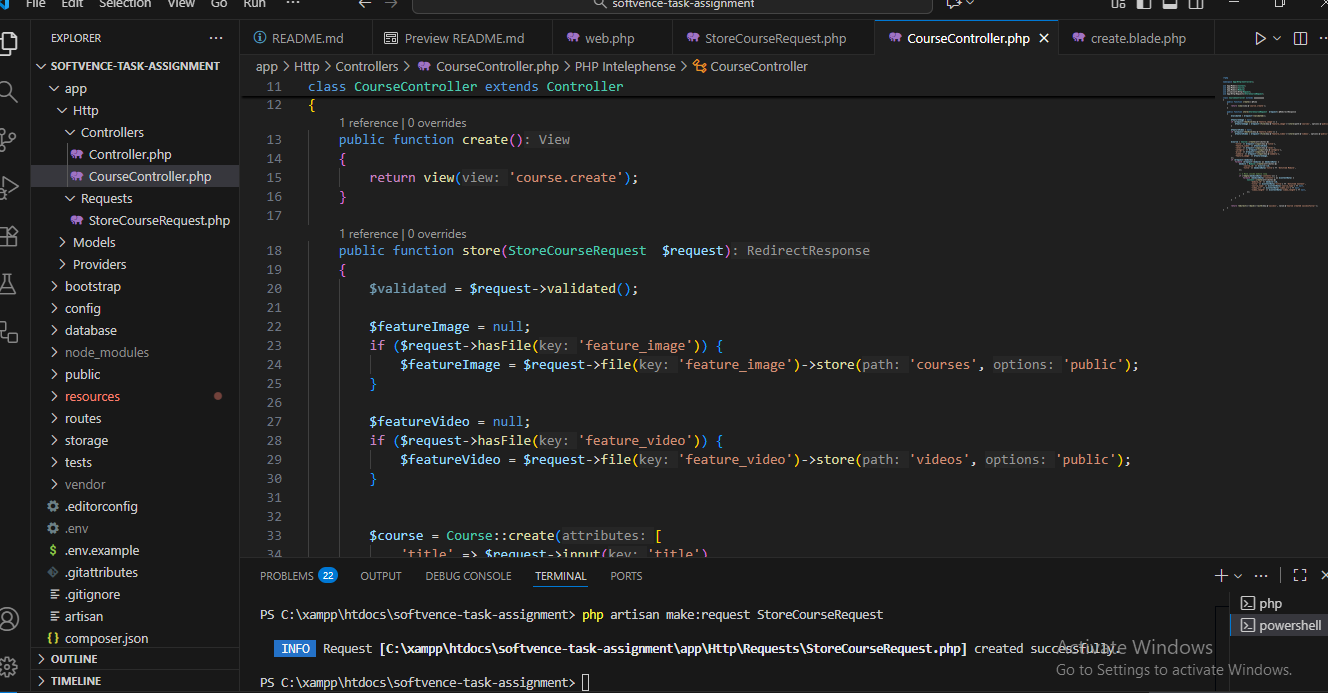 File Edit Selection View Go Run ··· softvence-task-assignment
EXPLORER ···
SOFTVENCE-TASK-ASSIGNMENT
app
Http
Controllers
Controller.php
CourseController.php
Requests
StoreCourseRequest.php
Models
Providers
bootstrap
config
database
node_modules
public
resources
routes
storage
tests
vendor
.editorconfig
.env
.env.example
.gitattributes
.gitignore
artisan
composer.json
OUTLINE
TIMELINE
README.md Preview README.md web.php StoreCourseRequest.php CourseController.php create.blade.php
app > Http > Controllers > CourseController.php > PHP Intelephense > CourseController
11 class CourseController extends Controller
12 {
1 reference | 0 overrides
13 public function create(): View
14 {
15 return view(view: 'course.create');
16 }
17
1 reference | 0 overrides
18 public function store(StoreCourseRequest $request): RedirectResponse
19 {
20 $validated = $request->validated();
21
22 $featureImage = null;
23 if ($request->hasFile(key: 'feature_image')) {
24 $featureImage = $request->file(key: 'feature_image')->store(path: 'courses', options: 'public');
25 }
26
27 $featureVideo = null;
28 if ($request->hasFile(key: 'feature_video')) {
29 $featureVideo = $request->file(key: 'feature_video')->store(path: 'videos', options: 'public');
30 }
31
32
33 $course = Course::create(attributes: [
34 'title' => $request->input(key: 'title')
PROBLEMS 22 OUTPUT DEBUG CONSOLE TERMINAL PORTS
PS C:\xampp\htdocs\softvence-task-assignment> php artisan make:request StoreCourseRequest
INFO Request [C:\xampp\htdocs\softvence-task-assignment\app\Http\Requests\StoreCourseRequest.php] created successfully.
PS C:\xampp\htdocs\softvence-task-assignment>
php
powershell
Activate Windows
Go to Settings to activate Windows.